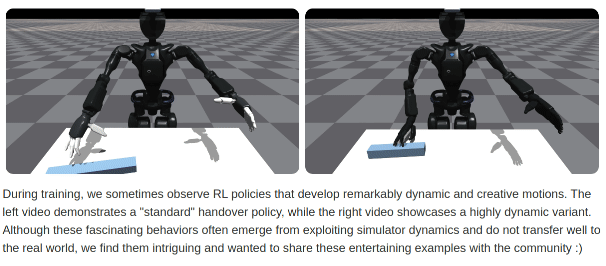 During training, we sometimes observe RL policies that develop remarkably dynamic and creative motions. The
left video demonstrates a "standard" handover policy, while the right video showcases a highly dynamic variant.
Although these fascinating behaviors often emerge from exploiting simulator dynamics and do not transfer well to
the real world, we find them intriguing and wanted to share these entertaining examples with the community :)